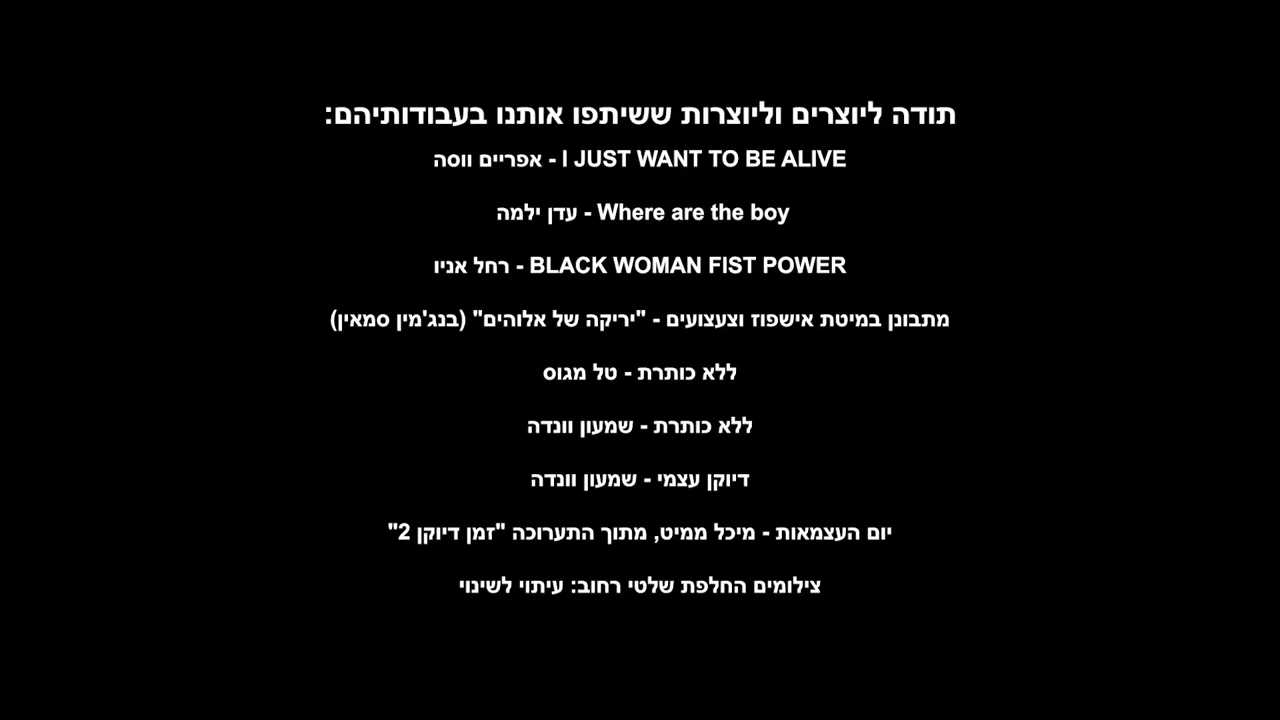 תודה ליוצרים וליוצרות ששיתפו אותנו בעבודותיהם:
I JUST WANT TO BE ALIVE - אפריים ווסה
Where are the boy - עדן ילמה
BLACK WOMAN FIST POWER - רחל אניו
מתבונן במיטת אישפוז וצעצועים - "יריקה של אלוהים" (בנג'מין סמאין)
ללא כותרת - טל מגוס
ללא כותרת - שמעון וונדה
דיוקן עצמי - שמעון וונדה
יום העצמאות - מיכל ממיט, מתוך התערוכה "זמן דיוקן 2"
צילומים החלפת שלטי רחוב: עיתוי לשינוי